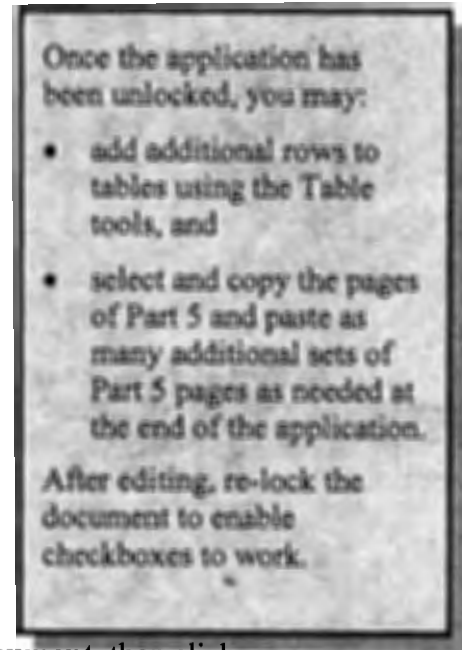 Once the application has
been unlocked, you may:
• add additional rows to
tables using the Table
tools, and
• select and copy the pages
of Part 5 and paste as
many additional sets of
Part 5 pages as needed at
the end of the application.
After editing, re-lock the
document to enable
checkboxes to work.